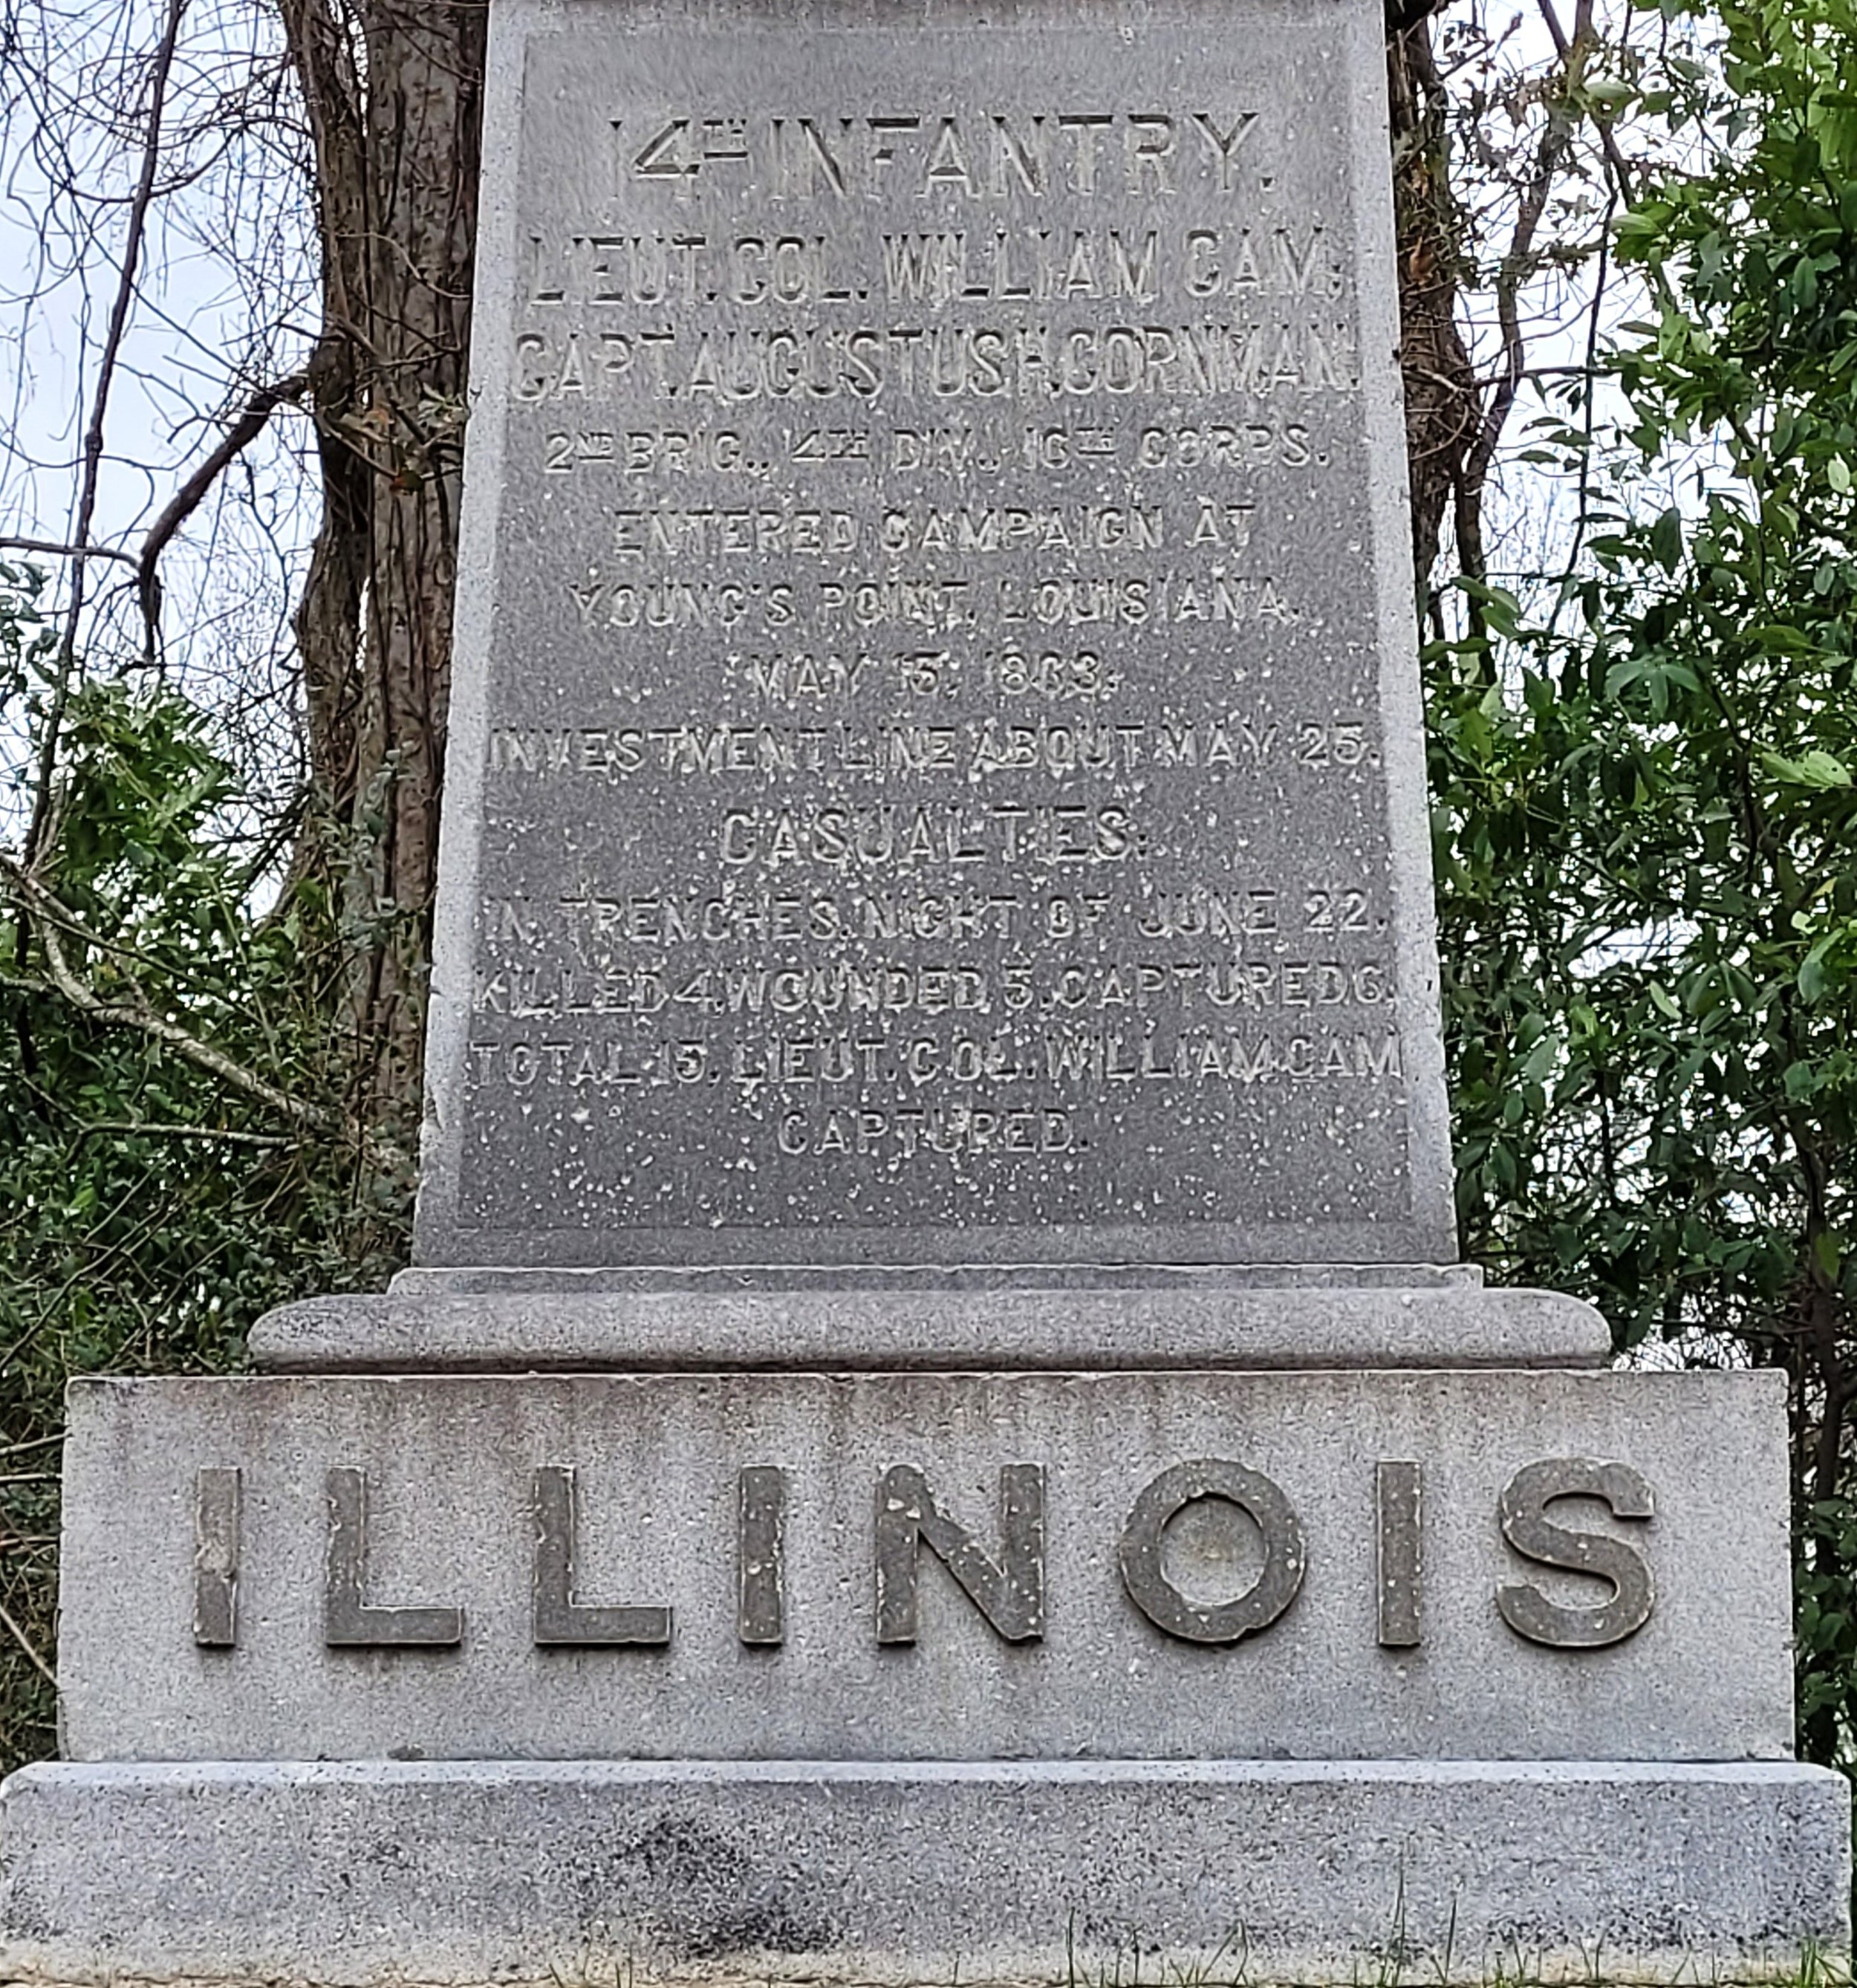 14TH INFANTRY.
LIEUT. COL. WILLIAM CAM,
CAPT. AUGUSTUS H. CORNMAN.
2ND BRIG., 4TH DIV., 16TH CORPS.
ENTERED CAMPAIGN AT
YOUNG'S POINT, LOUISIANA,
MAY 15, 1863.
INVESTMENT LINE ABOUT MAY 25.
CASUALTIES:
IN TRENCHES, NIGHT OF JUNE 22,
KILLED 4, WOUNDED 5, CAPTURED 6,
TOTAL 15, LIEUT. COL. WILLIAM CAM
CAPTURED.
ILLINOIS